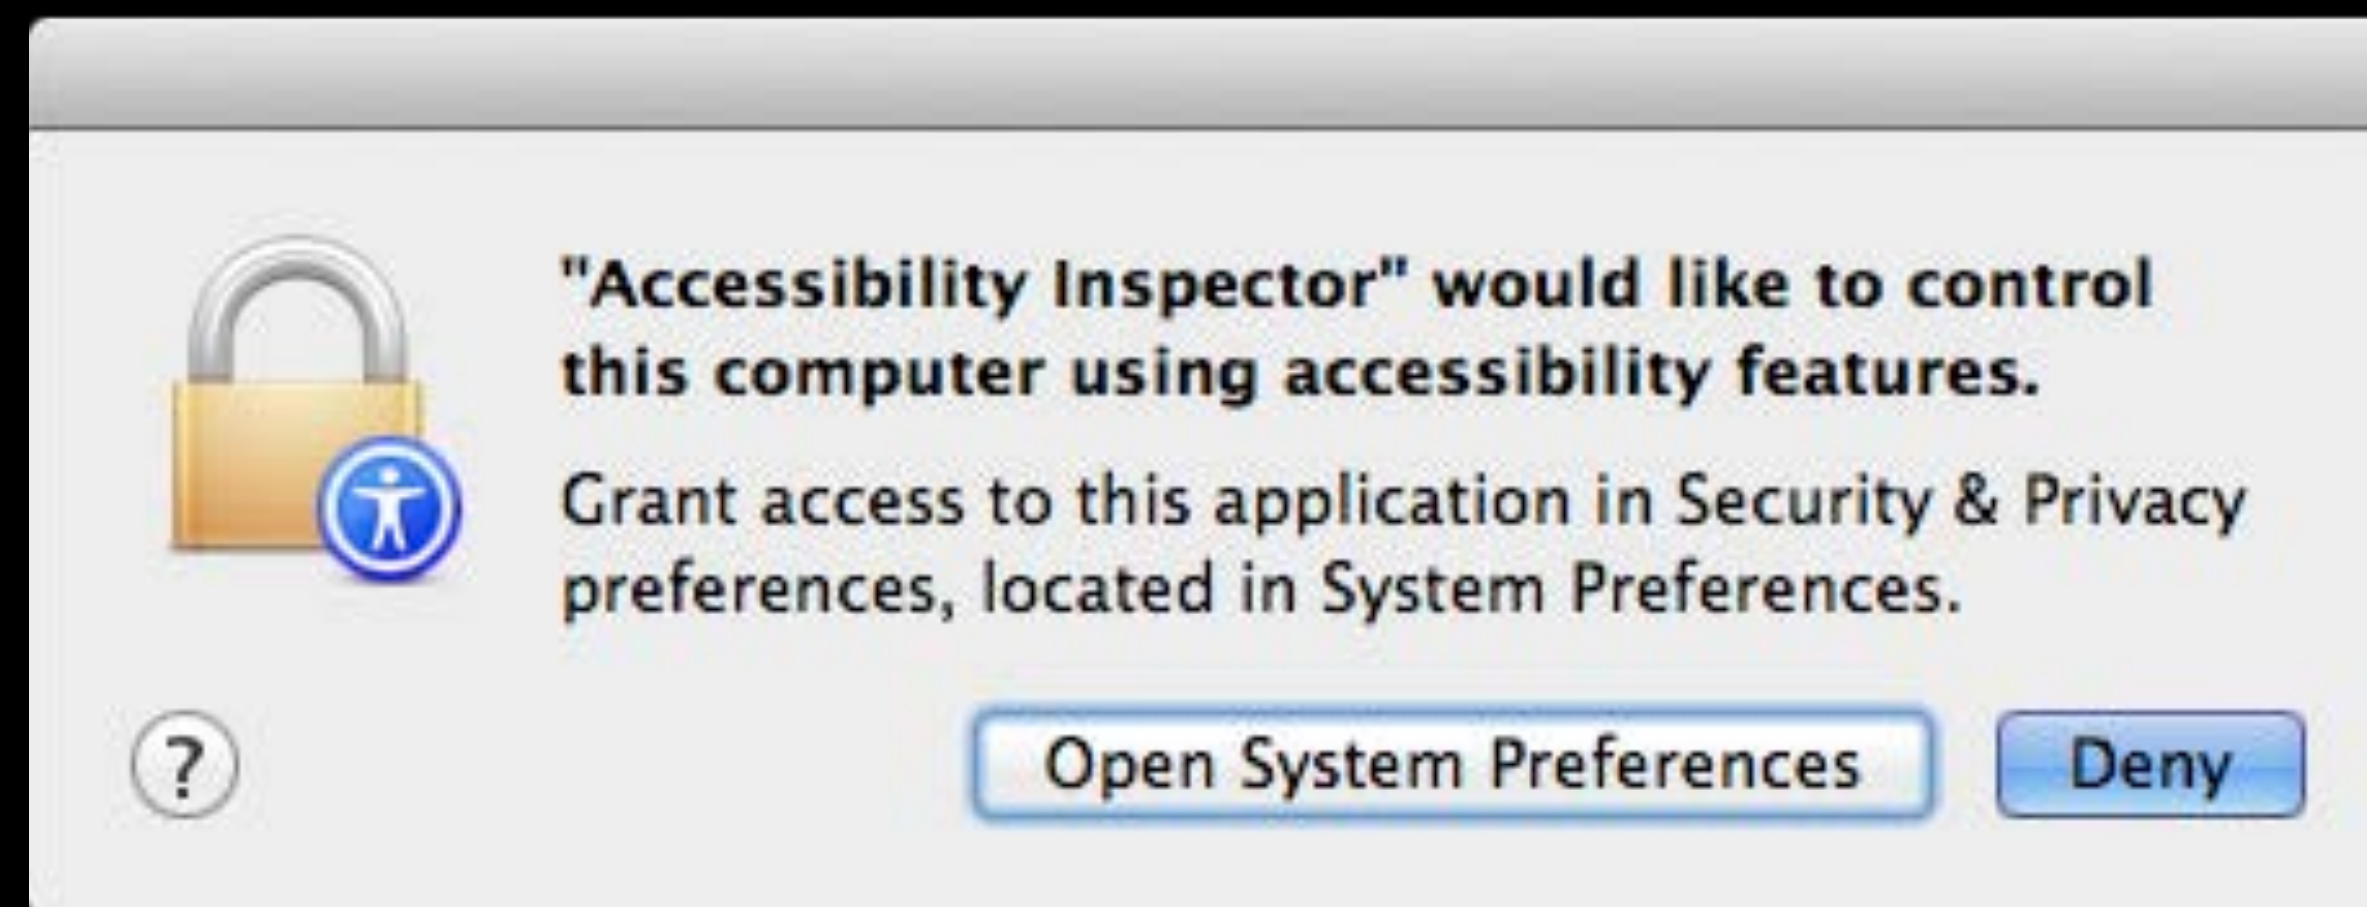 "Accessibility Inspector" would like to control
this computer using accessibility features.
Grant access to this application in Security & Privacy
preferences, located in System Preferences.
?
Open System Preferences
Deny